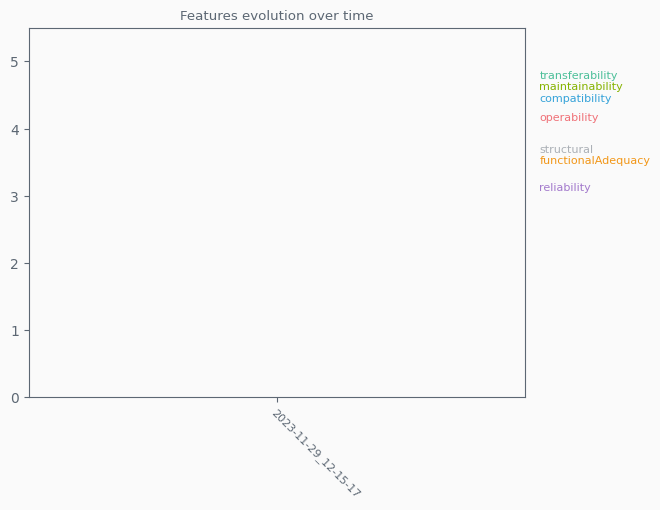 Features evolution over time
5
4
3
2
1
0
2023-11-29_12-15-17
transferability
maintainability
compatibility
operability
structural
functionalAdequacy
reliability